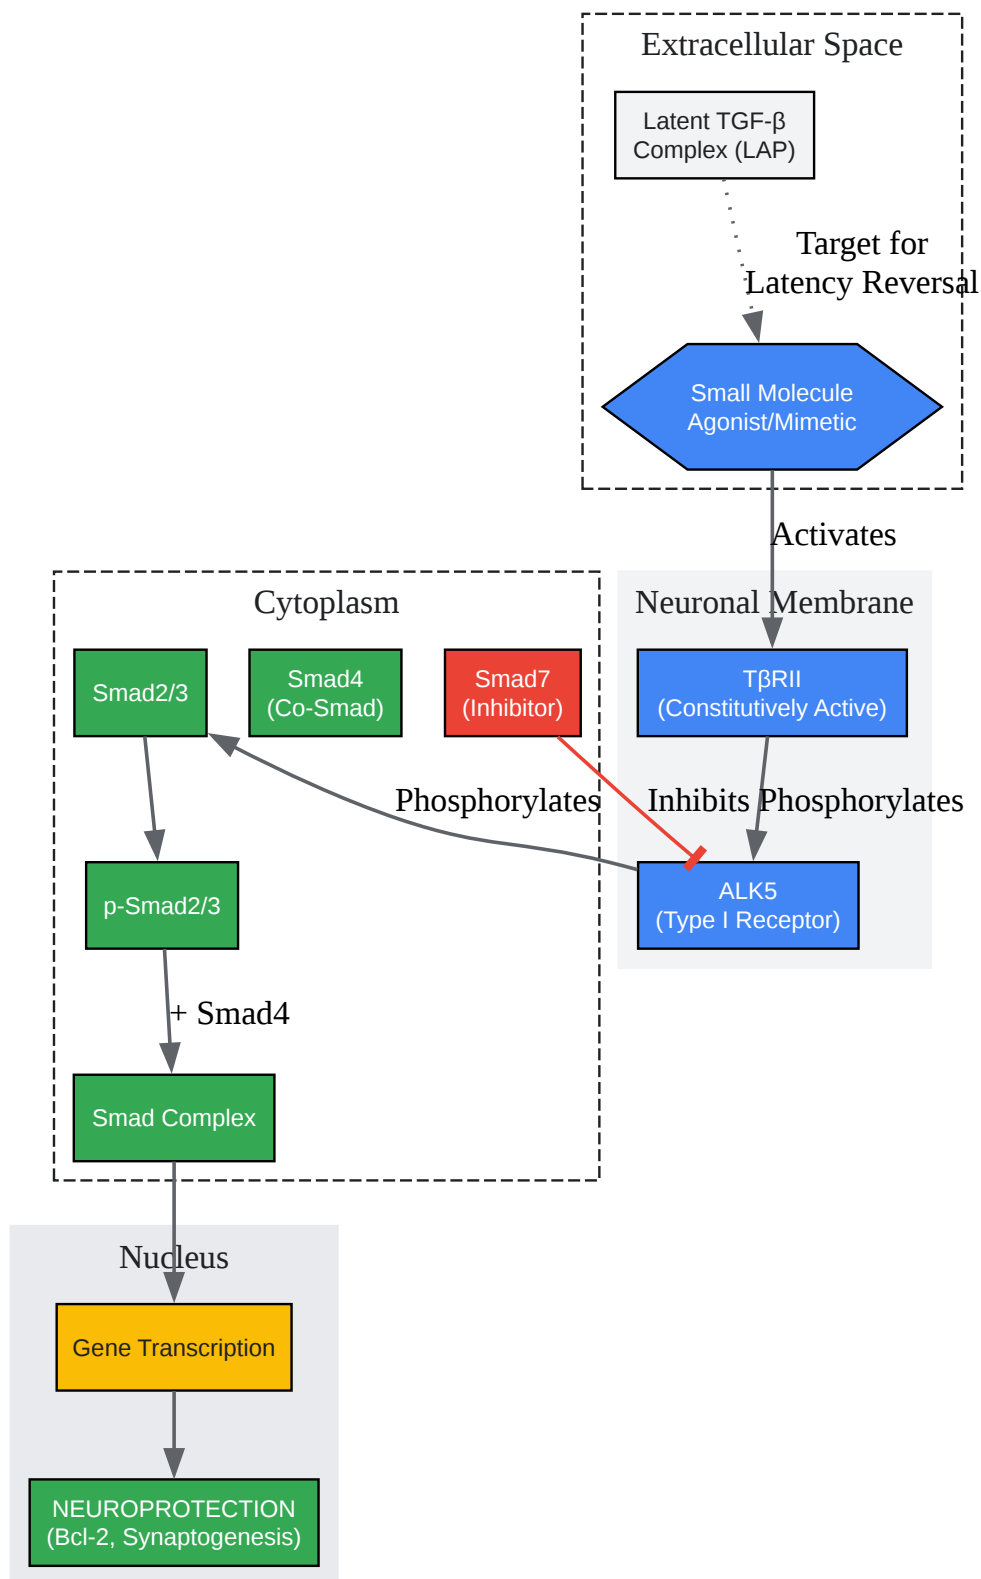 Extracellular Space
Latent TGF-β
Complex (LAP)
Target for
Latency Reversal
Small Molecule
Agonist/Mimetic
Activates
Cytoplasm
Neuronal Membrane
Smad2/3
Smad4
(Co-Smad)
Smad7
(Inhibitor)
TβRII
(Constitutively Active)
Phosphorylates
Inhibits
Phosphorylates
p-Smad2/3
ALK5
(Type I Receptor)
+ Smad4
Smad Complex
Nucleus
Gene Transcription
NEUROPROTECTION
(Bcl-2, Synaptogenesis)